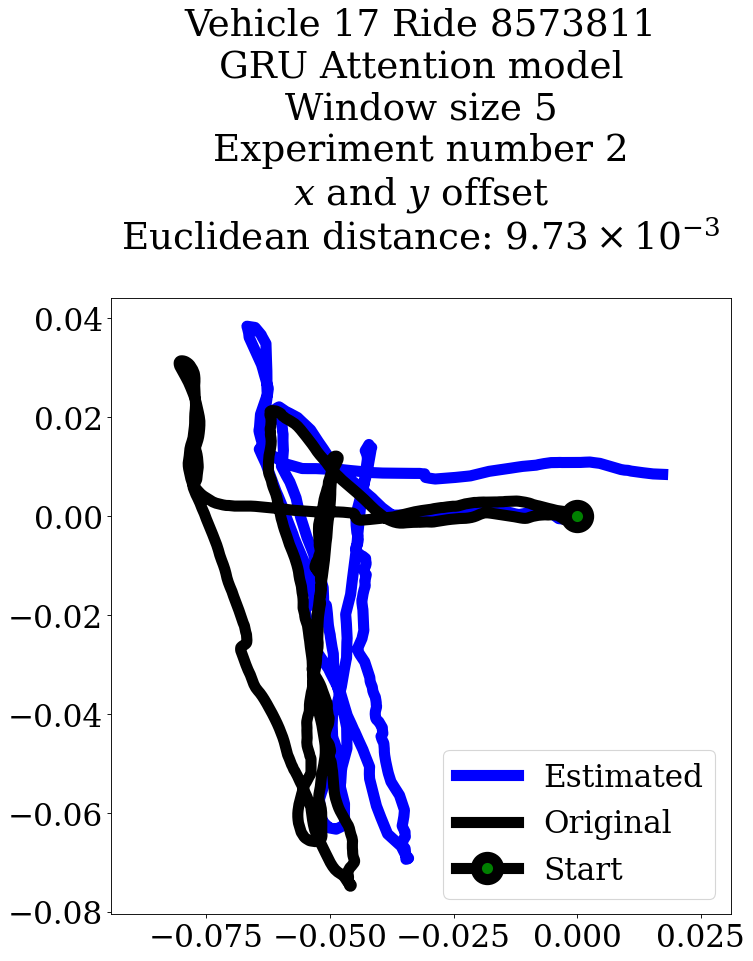 Vehicle 17 Ride 8573811
GRU Attention model
Window size 5
Experiment number 2
x and y offset
Euclidean distance: 9.73 × 10⁻³
0.04
0.02
0.00
−0.02
−0.04
−0.06
−0.08
Estimated
Original
Start
−0.075 −0.050 −0.025 0.000 0.025